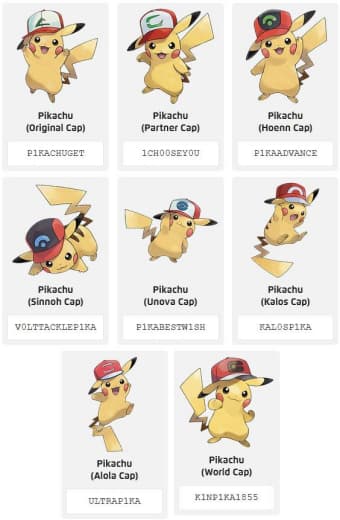 Pikachu
(Original Cap)
P1KACHUGET
Pikachu
(Partner Cap)
1CH00SEY0U
Pikachu
(Hoenn Cap)
P1KAADVANCE
Pikachu
(Sinnoh Cap)
V0LTTACKLEP1KA
Pikachu
(Unova Cap)
P1KABESTW1SH
Pikachu
(Kalos Cap)
KAL0SP1KA
Pikachu
(Alola Cap)
ULTRAP1KA
Pikachu
(World Cap)
K1NP1KA1855